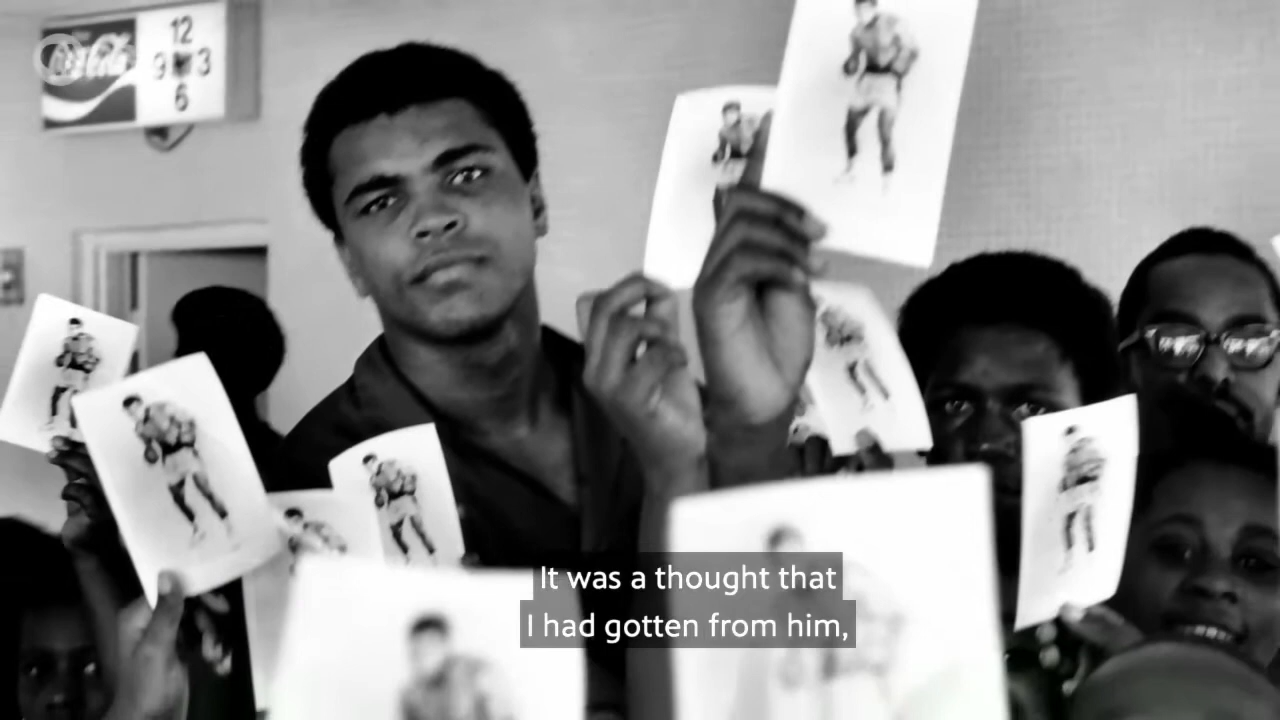 Coca-Cola
12
9 3
6
It was a thought that
I had gotten from him,